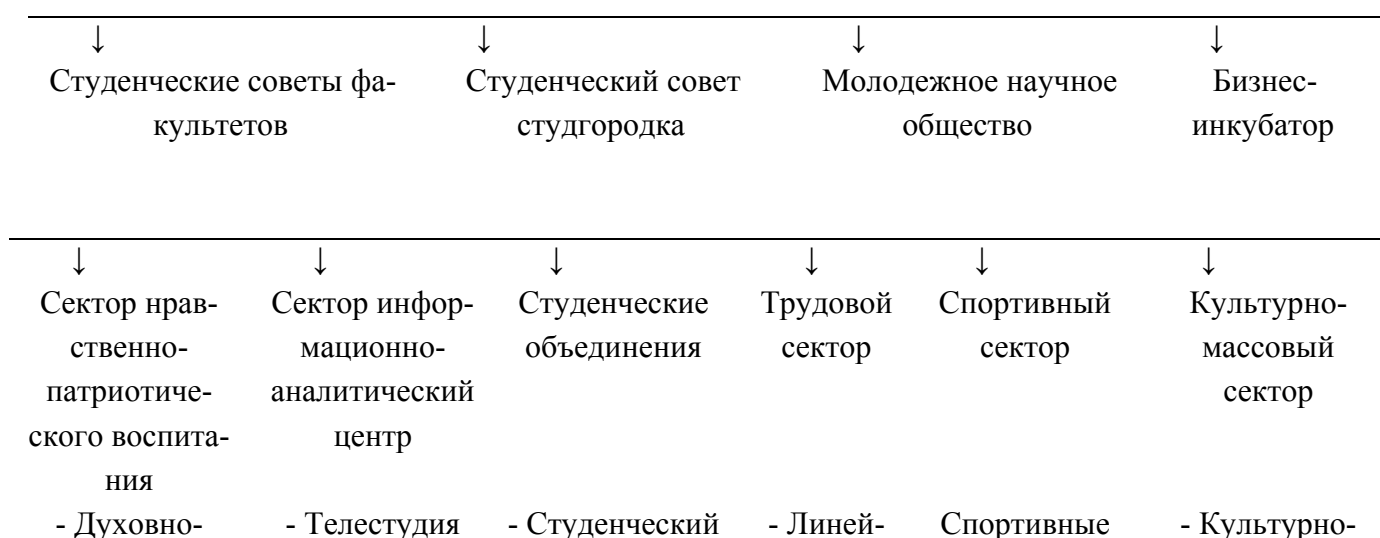 ↓ ↓ ↓ ↓
Студенческие советы фа- Студенческий совет Молодежное научное Бизнес-
культетов студгородка общество инкубатор
↓ ↓ ↓ ↓ ↓ ↓
Сектор нрав- Сектор инфор- Студенческие Трудовой Спортивный Культурно-
ственно- мационно- объединения сектор сектор массовый
патриотиче- аналитический сектор
ского воспита- центр
ния
- Духовно- - Телестудия - Студенческий - Линей- Спортивные - Культурно-